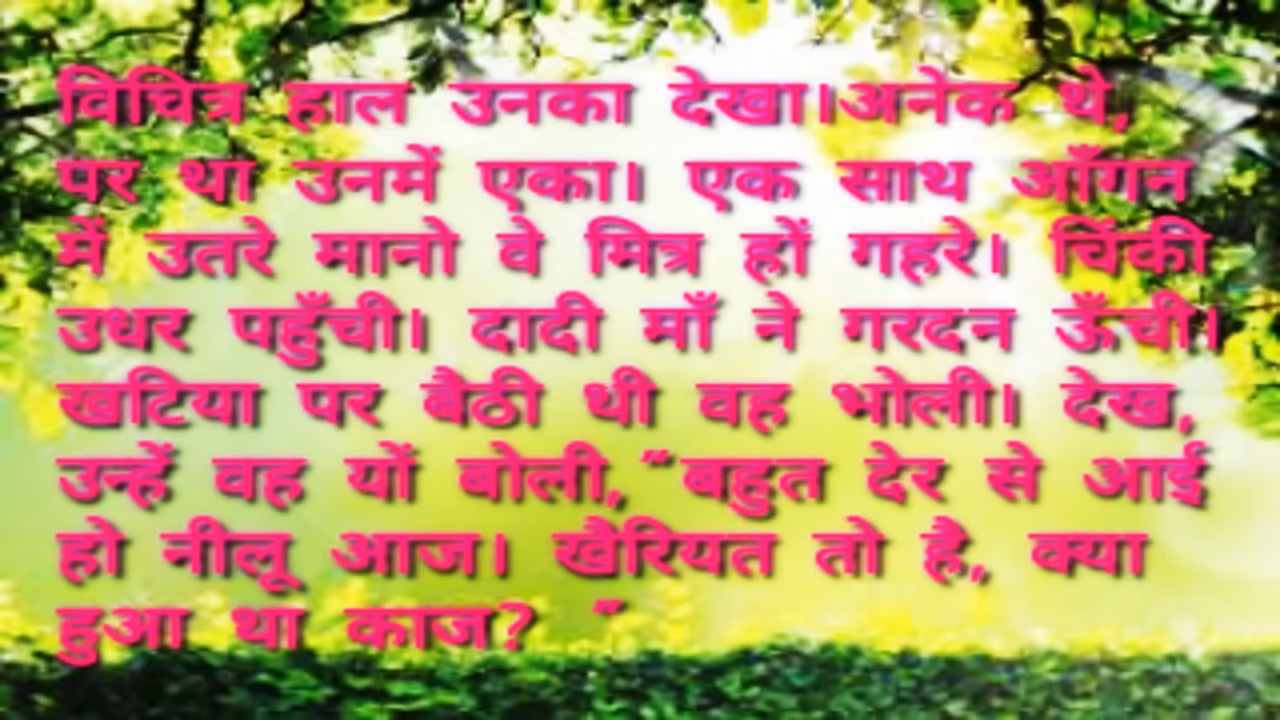 विचित्र हाल उनका देखा।अनेक थे,
पर था उनमें एका। एक साथ आँगन
में उतरे मानो वे मित्र हों गहरे। चिंकी
उधर पहुँची। दादी माँ ने गरदन ऊँची।
खटिया पर बैठी थी वह भोली। देख,
उन्हें वह यों बोली,"बहुत देर से आई
हो नीलू आज। खैरियत तो है, क्या
हुआ था काज? "